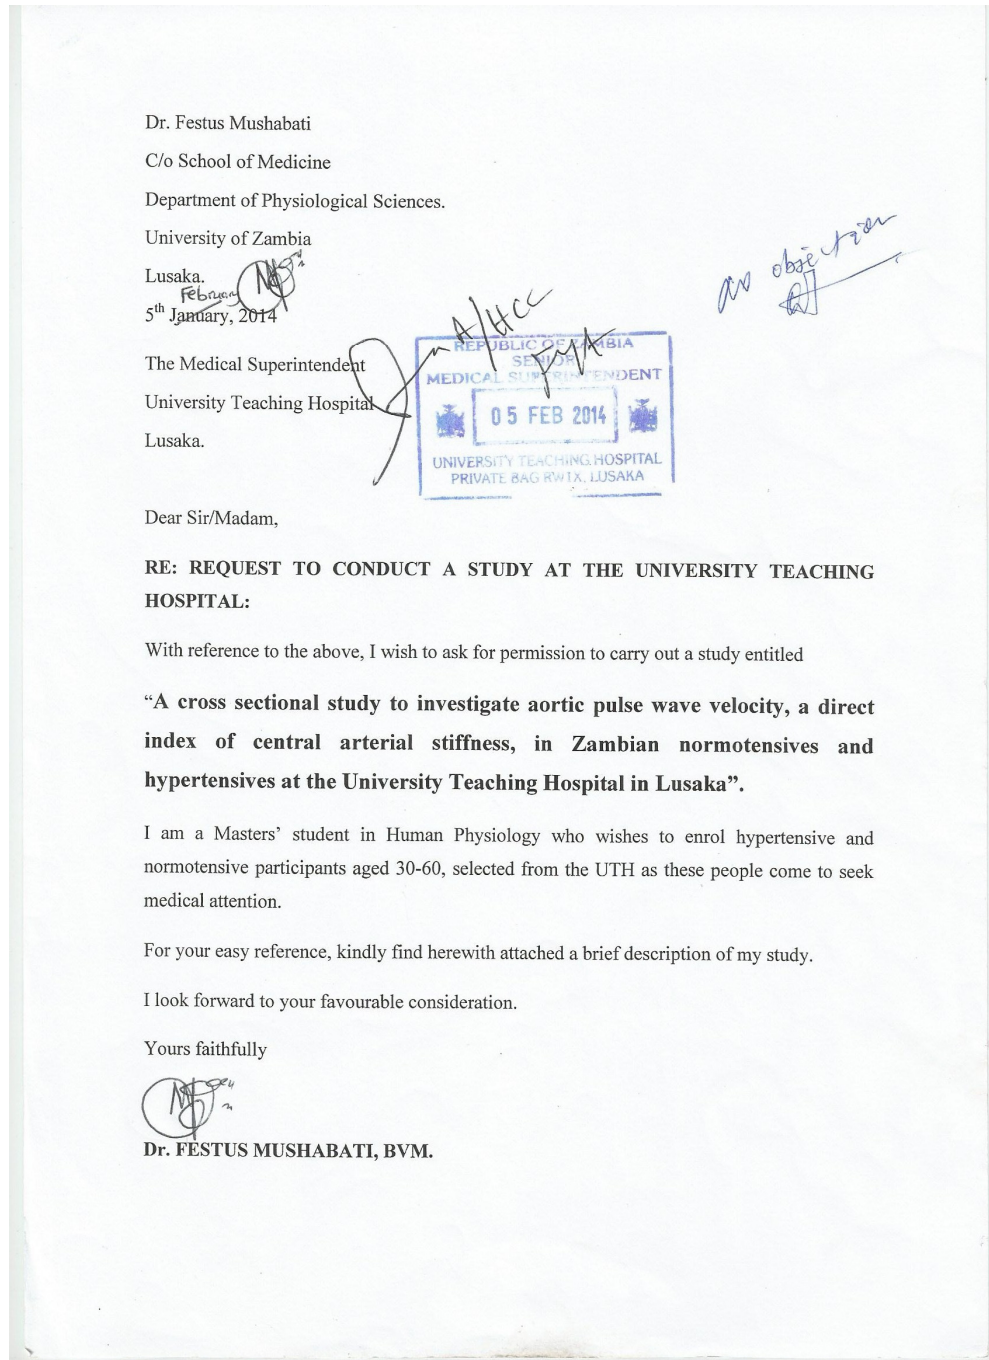 Dr. Festus Mushabati
C/o School of Medicine
Department of Physiological Sciences.
University of Zambia
Lusaka.
February
5th January, 2014
The Medical Superintendent
University Teaching Hospital
Lusaka.
objection
A/HCC
FYA
REPUBLIC OF ZAMBIA
SENIOR
MEDICAL SUPERINTENDENT
05 FEB 2014
UNIVERSITY TEACHING HOSPITAL
PRIVATE BAG RW1X, LUSAKA
Dear Sir/Madam,
RE: REQUEST TO CONDUCT A STUDY AT THE UNIVERSITY TEACHING
HOSPITAL:
With reference to the above, I wish to ask for permission to carry out a study entitled
“A cross sectional study to investigate aortic pulse wave velocity, a direct
index of central arterial stiffness, in Zambian normotensives and
hypertensives at the University Teaching Hospital in Lusaka”.
I am a Masters’ student in Human Physiology who wishes to enrol hypertensive and
normotensive participants aged 30-60, selected from the UTH as these people come to seek
medical attention.
For your easy reference, kindly find herewith attached a brief description of my study.
I look forward to your favourable consideration.
Yours faithfully
Dr. FESTUS MUSHABATI, BVM.